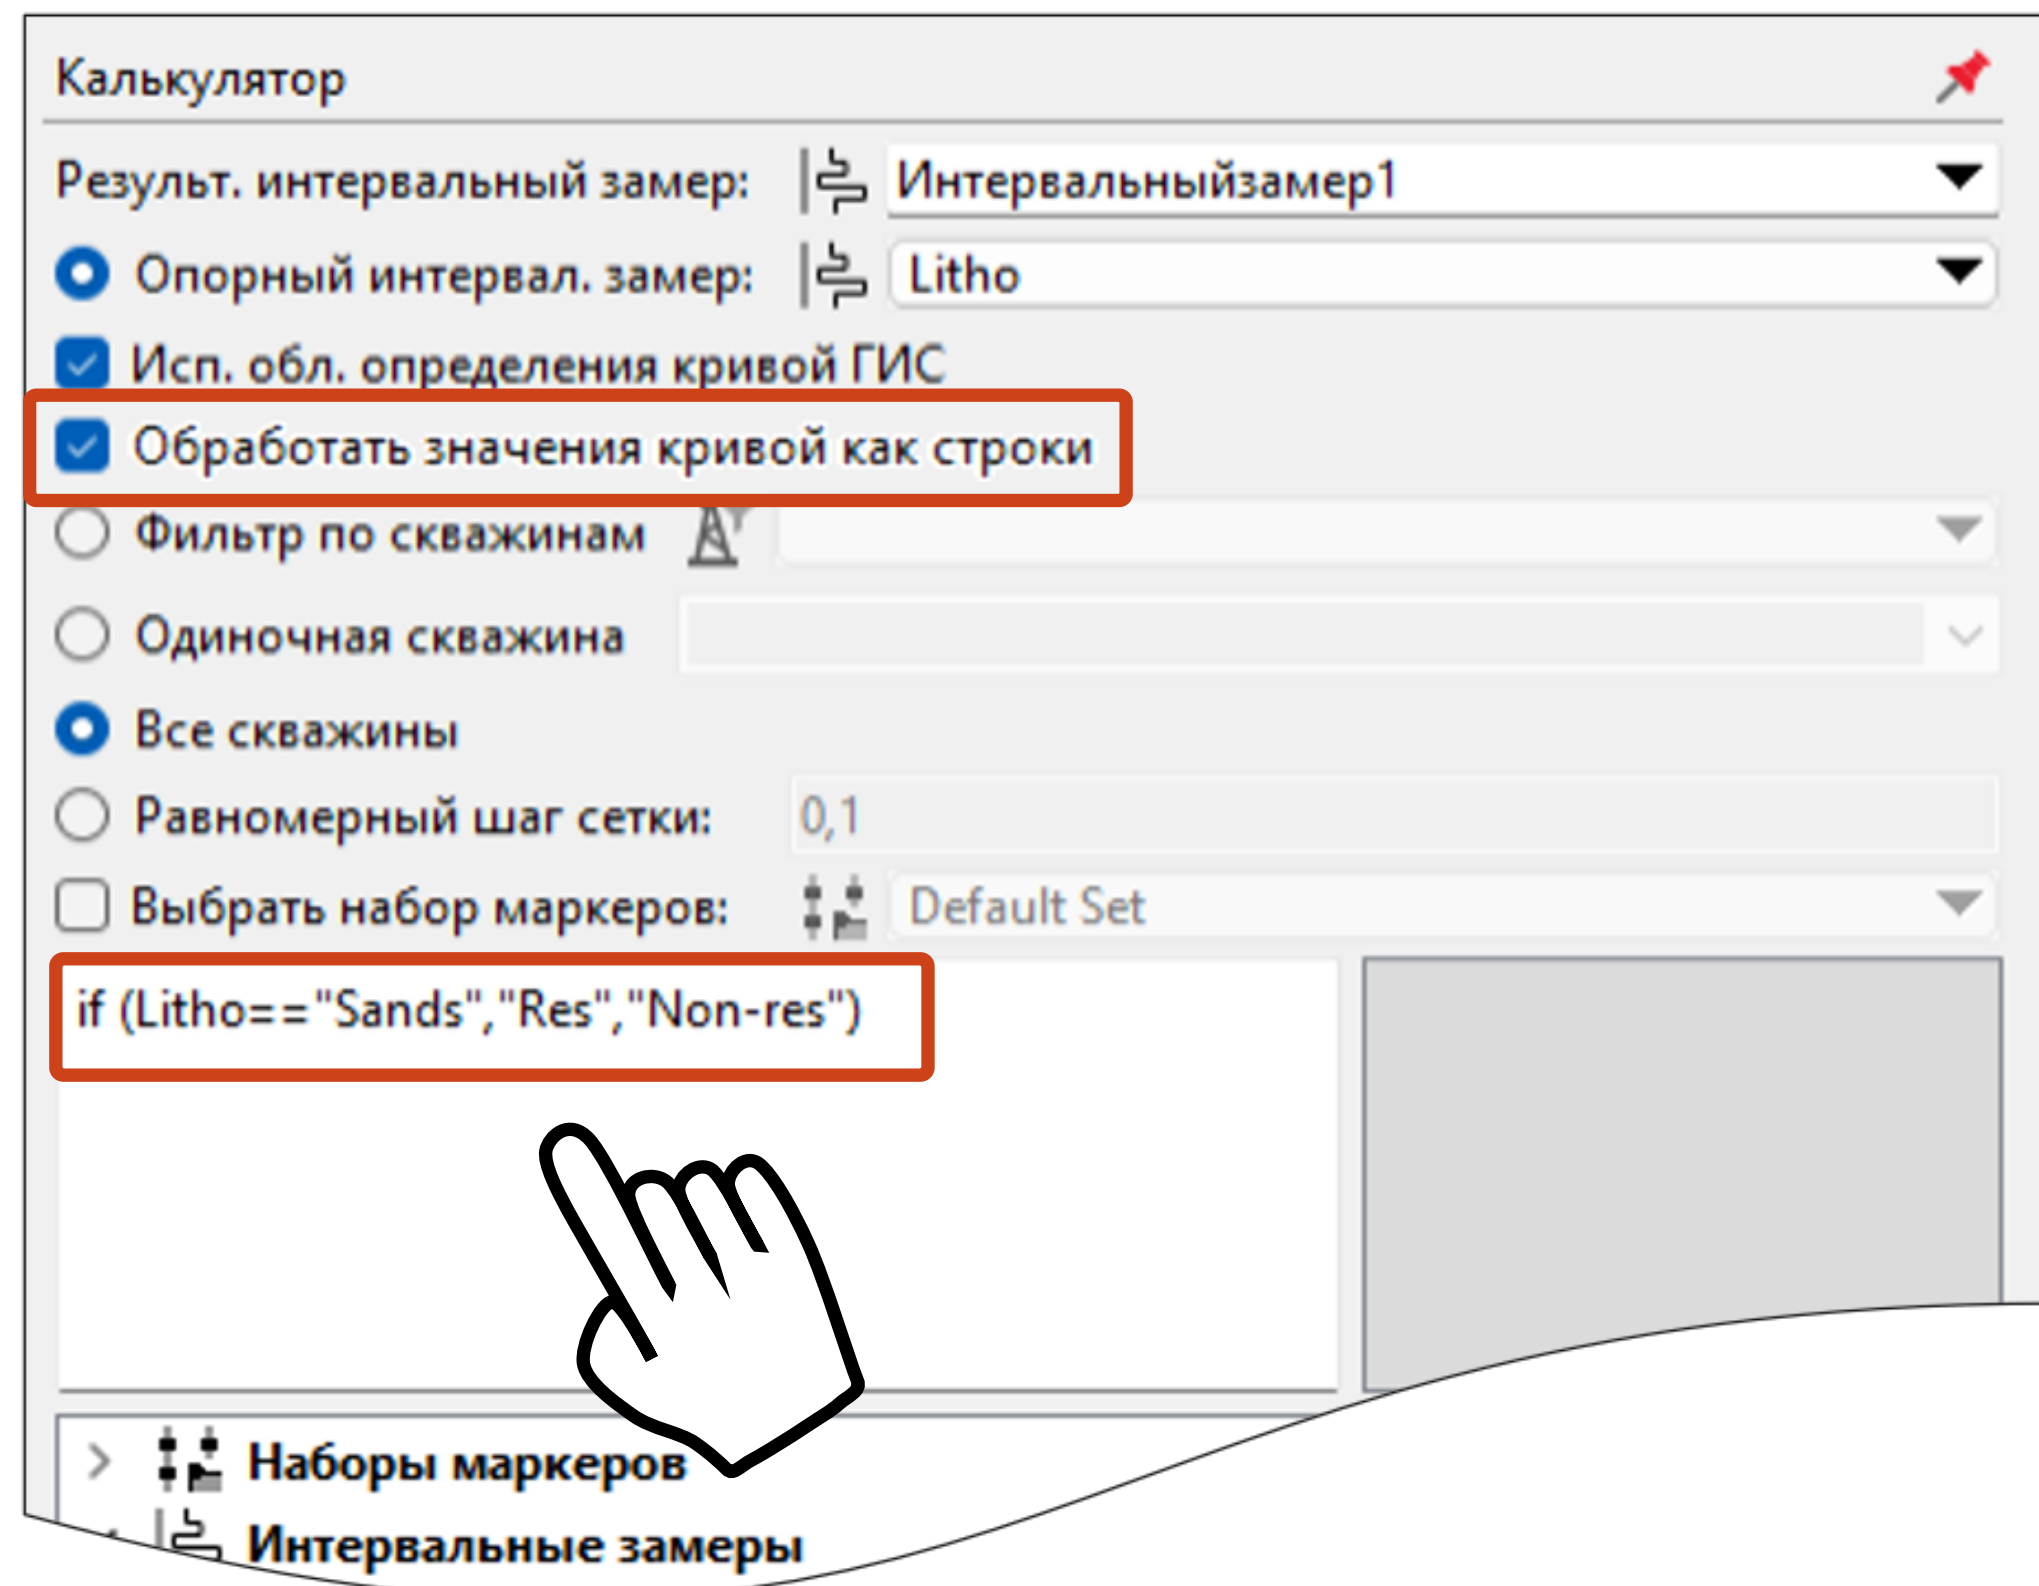 Калькулятор
Результ. интервальный замер: Интервальныйзамер1
Опорный интервал. замер: Litho
Исп. обл. определения кривой ГИС
Обработать значения кривой как строки
Фильтр по скважинам
Одиночная скважина
Все скважины
Равномерный шаг сетки: 0,1
Выбрать набор маркеров: Default Set
if (Litho=="Sands","Res","Non-res")
Наборы маркеров
Интервальные замеры